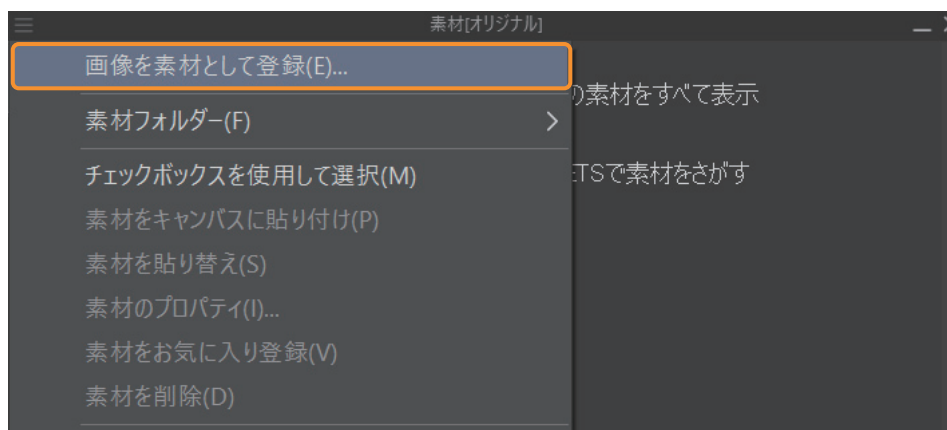 素材[オリジナル]
画像を素材として登録(E)...
の素材をすべて表示
素材フォルダー(F)
チェックボックスを使用して選択(M)
ETSで素材をさがす
素材をキャンバスに貼り付け(P)
素材を貼り替え(S)
素材のプロパティ(I)...
素材をお気に入り登録(V)
素材を削除(D)